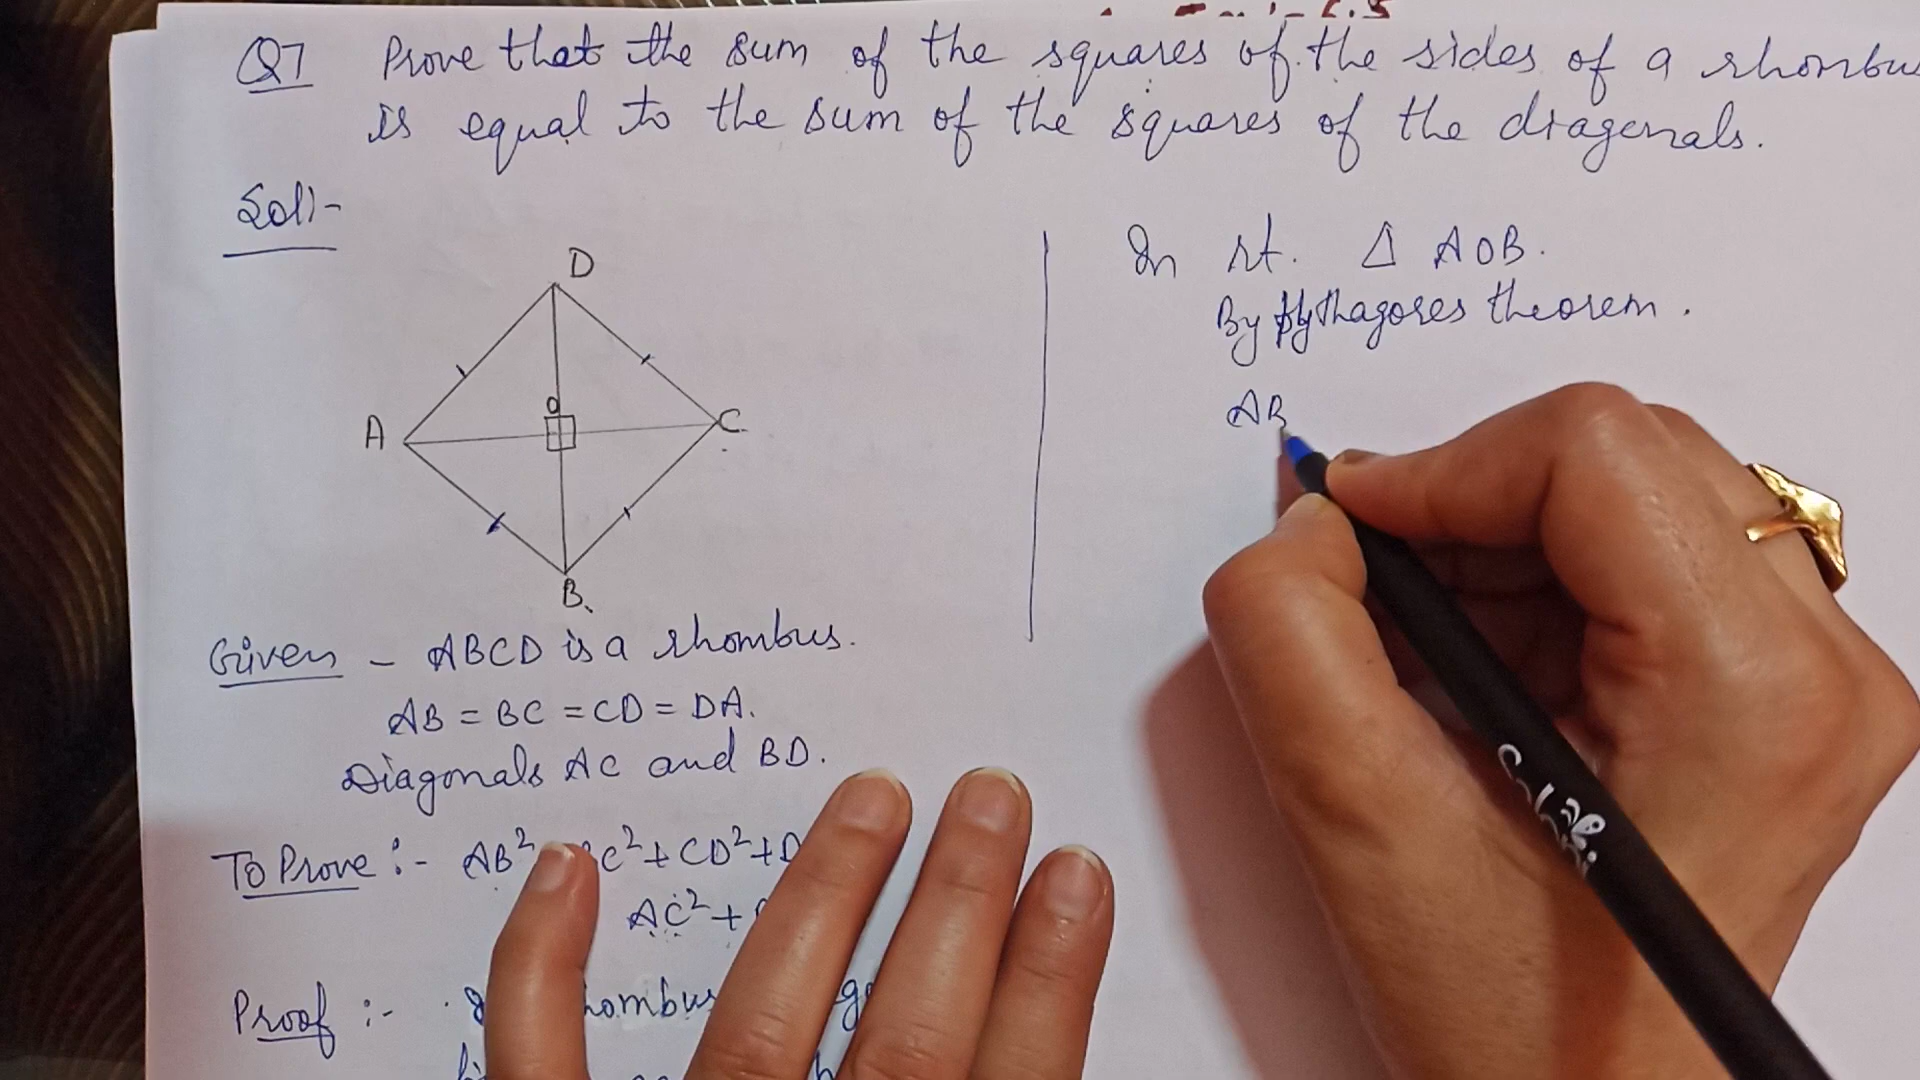 Q7 Prove that the sum of the squares of the sides of a rhombus
is equal to the sum of the squares of the diagonals.
Sol:-
D
A
O
C
B
Given - ABCD is a rhombus.
AB = BC = CD = DA.
Diagonals AC and BD.
To Prove :- AB² C² + CD² + D
AC² +
Proof :- hombus
In rt. Δ AOB.
By pythagores theorem.
AB